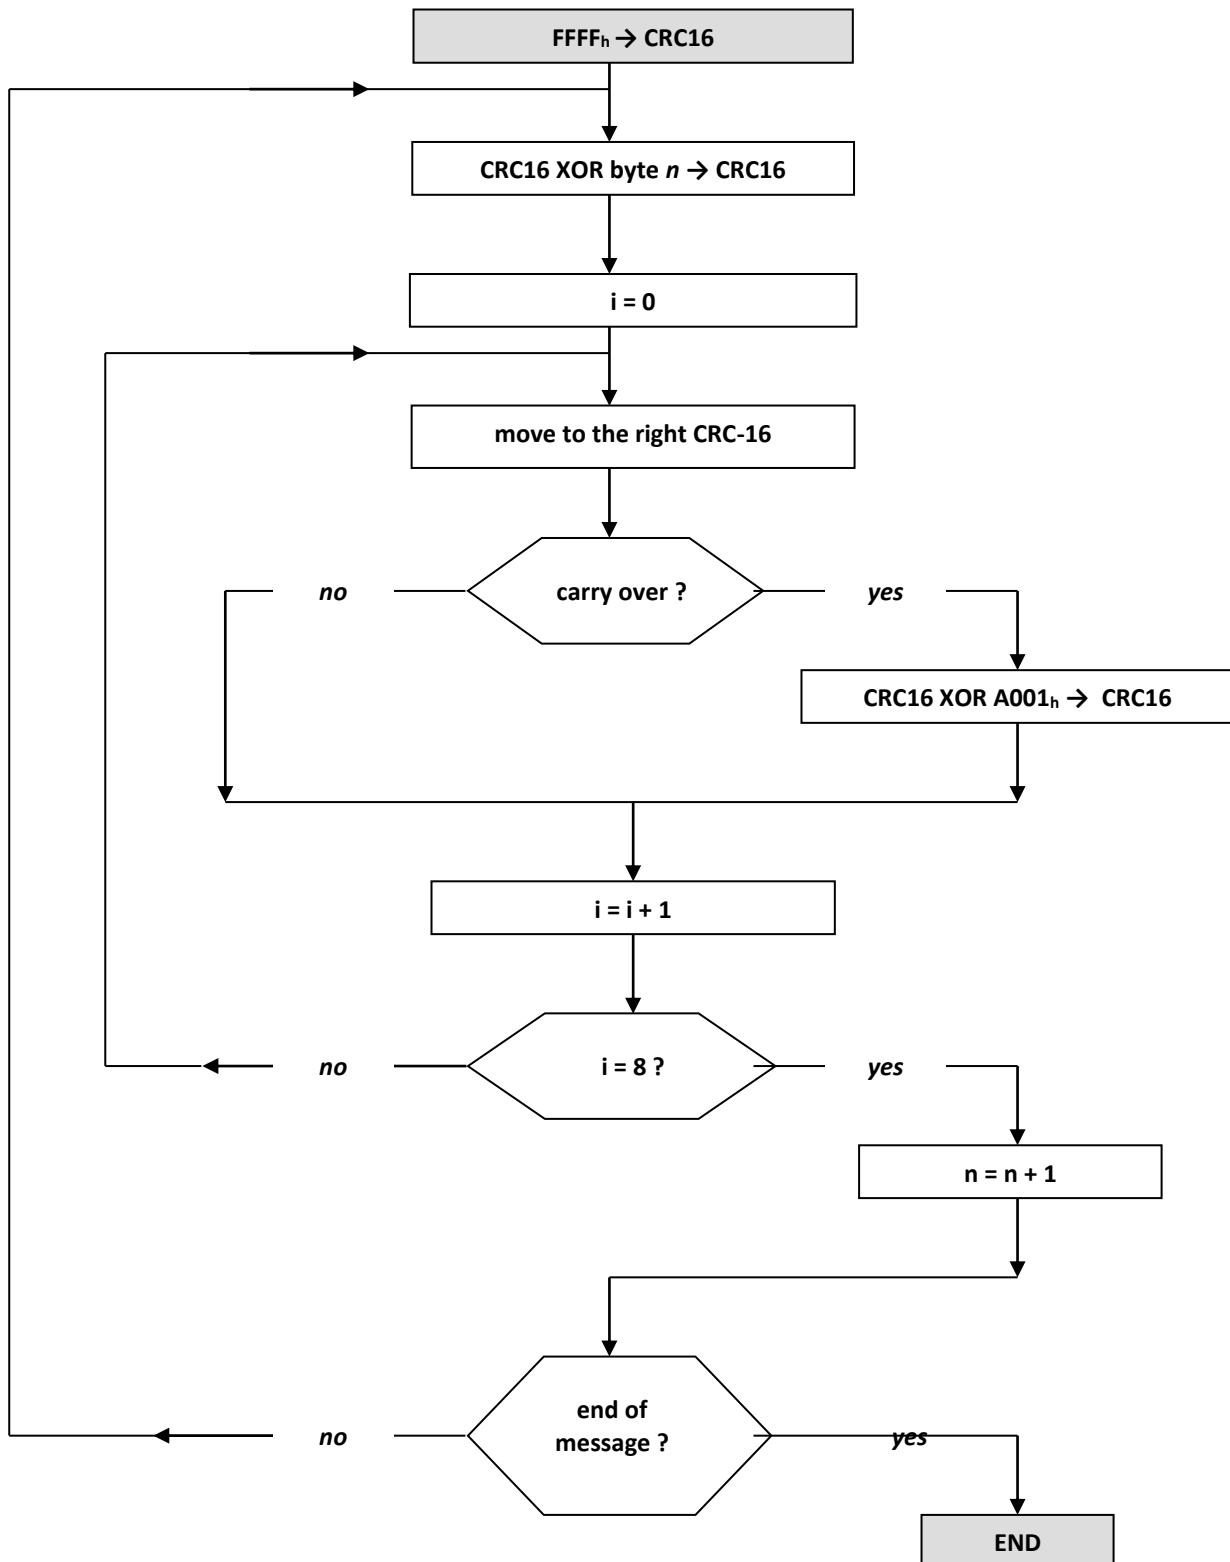 FFFFₕ → CRC16
CRC16 XOR byte n → CRC16
i = 0
move to the right CRC-16
no
carry over ?
yes
CRC16 XOR A001ₕ → CRC16
i = i + 1
no
i = 8 ?
yes
n = n + 1
end of
message ?
no
yes
END